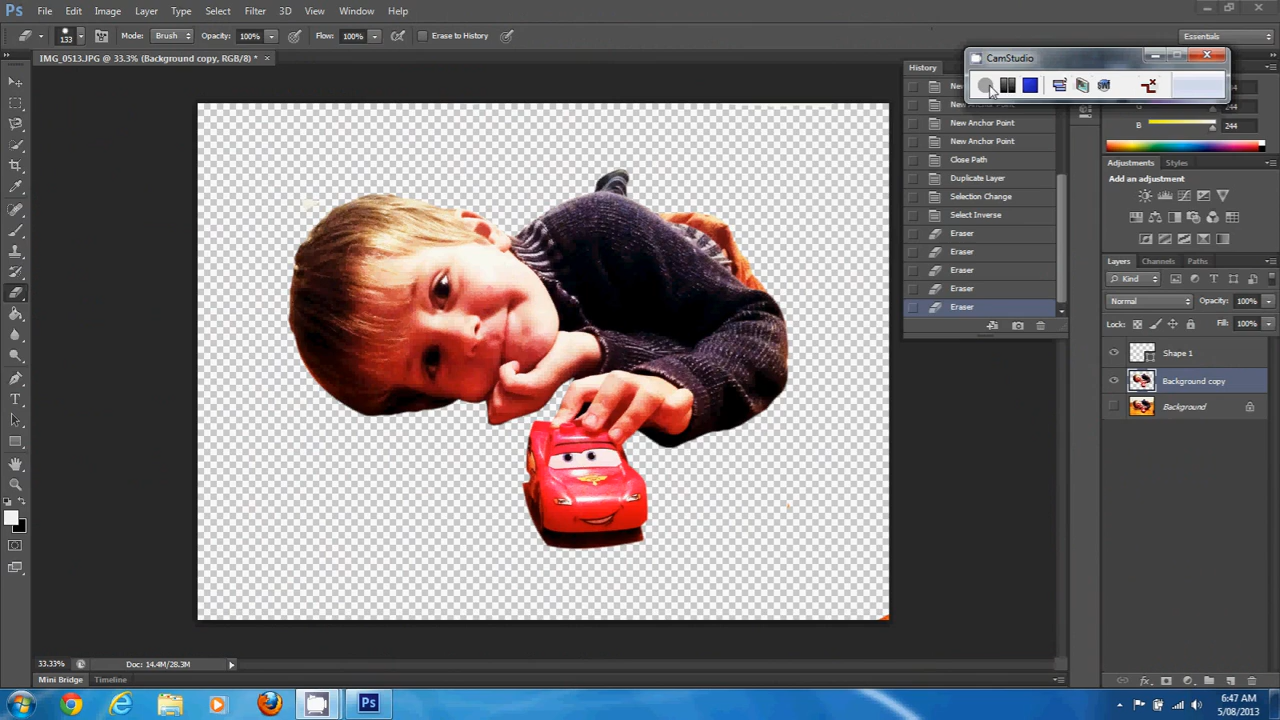 Ps File Edit Image Layer Type Select Filter 3D View Window Help
133 Mode: Brush Opacity: 100% Flow: 100% Erase to History Essentials
IMG_0513.JPG @ 33.3% (Background copy, RGB/8) * ×
CamStudio
History
New Anchor Point
New Anchor Point
Close Path
Duplicate Layer
Selection Change
Select Inverse
Eraser
Eraser
Eraser
Eraser
Eraser
244
B 244
Adjustments Styles
Add an adjustment
Layers Channels Paths
Kind
Normal Opacity: 100%
Lock: Fill: 100%
Shape 1
Background copy
Background
33.33% Doc: 14.4M/28.3M
Mini Bridge Timeline
Ps
6:47 AM
5/08/2013